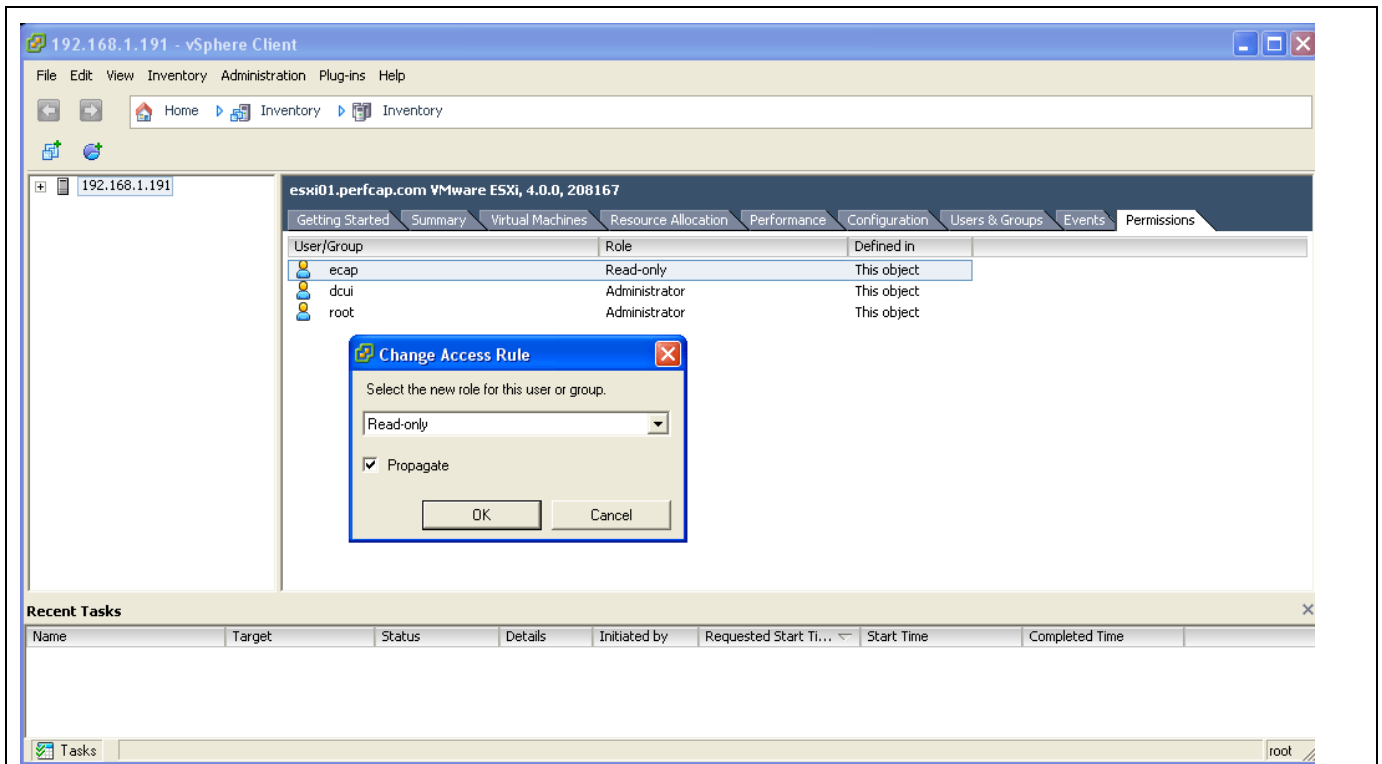 192.168.1.191 - vSphere Client
File Edit View Inventory Administration Plug-ins Help
Home Inventory Inventory
192.168.1.191
esxi01.perfcap.com VMware ESXi, 4.0.0, 208167
Getting Started Summary Virtual Machines Resource Allocation Performance Configuration Users & Groups Events Permissions
User/Group Role Defined in
ecap Read-only This object
dcui Administrator This object
root Administrator This object
Change Access Rule
Select the new role for this user or group.
Read-only
Propagate
OK Cancel
Recent Tasks
Name Target Status Details Initiated by Requested Start Ti... Start Time Completed Time
Tasks root